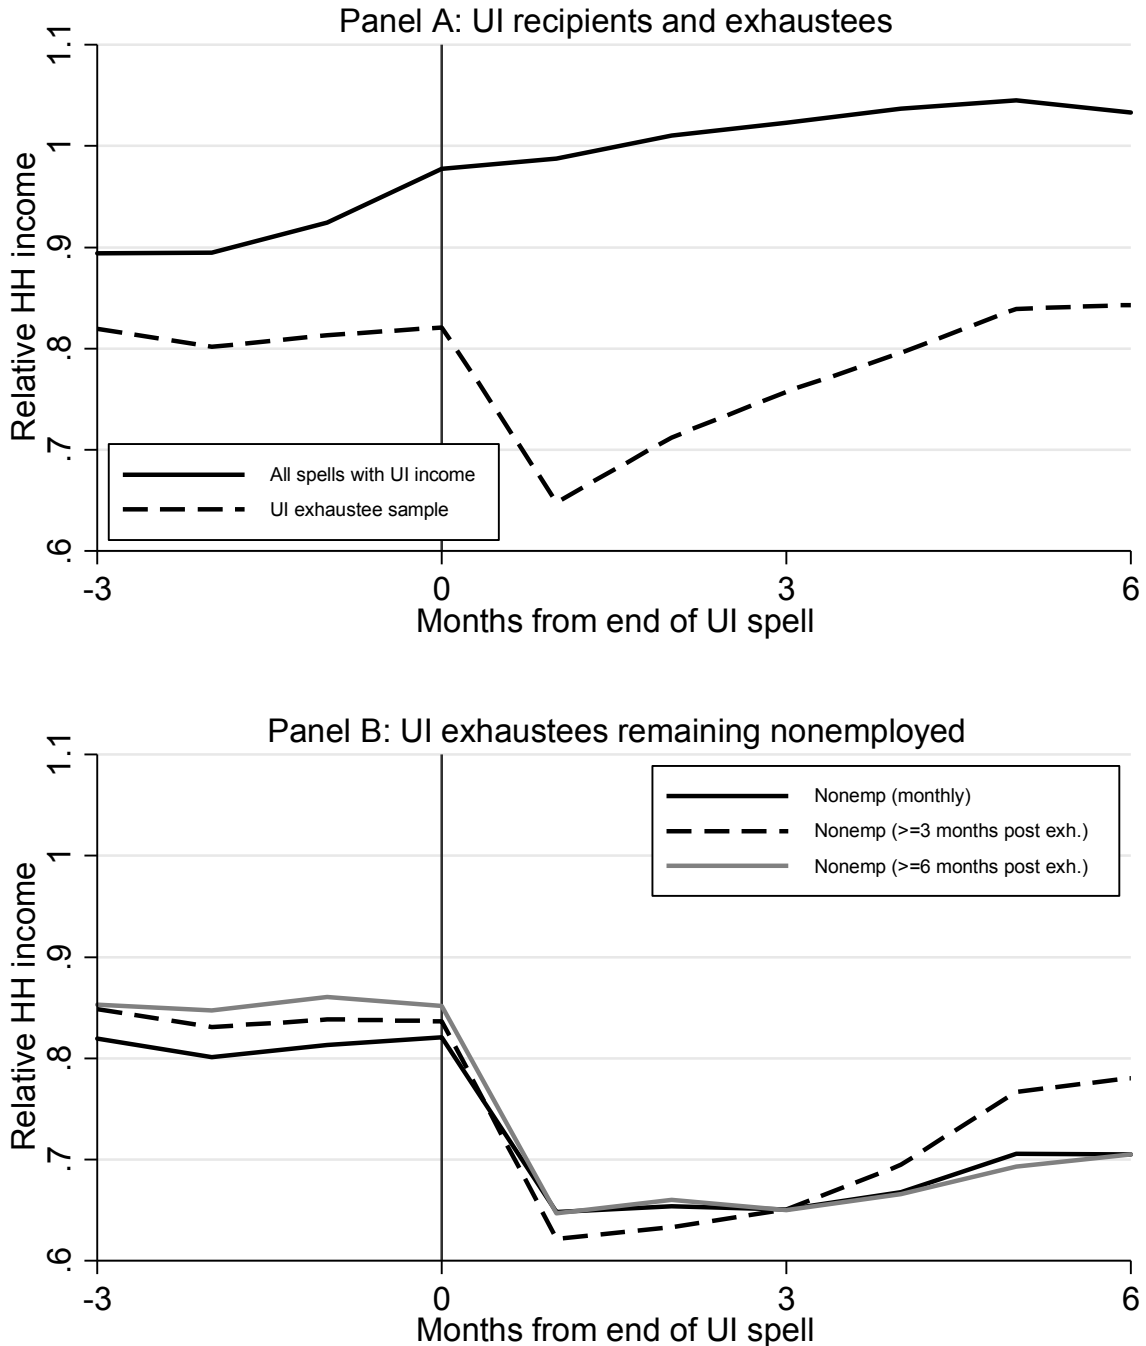 Panel A: UI recipients and exhaustees
Relative HH income
1.1
1
.9
.8
.7
.6
All spells with UI income
UI exhaustee sample
-3
0
3
6
Months from end of UI spell
Panel B: UI exhaustees remaining nonemployed
Relative HH income
1.1
1
.9
.8
.7
.6
Nonemp (monthly)
Nonemp (>=3 months post exh.)
Nonemp (>=6 months post exh.)
-3
0
3
6
Months from end of UI spell